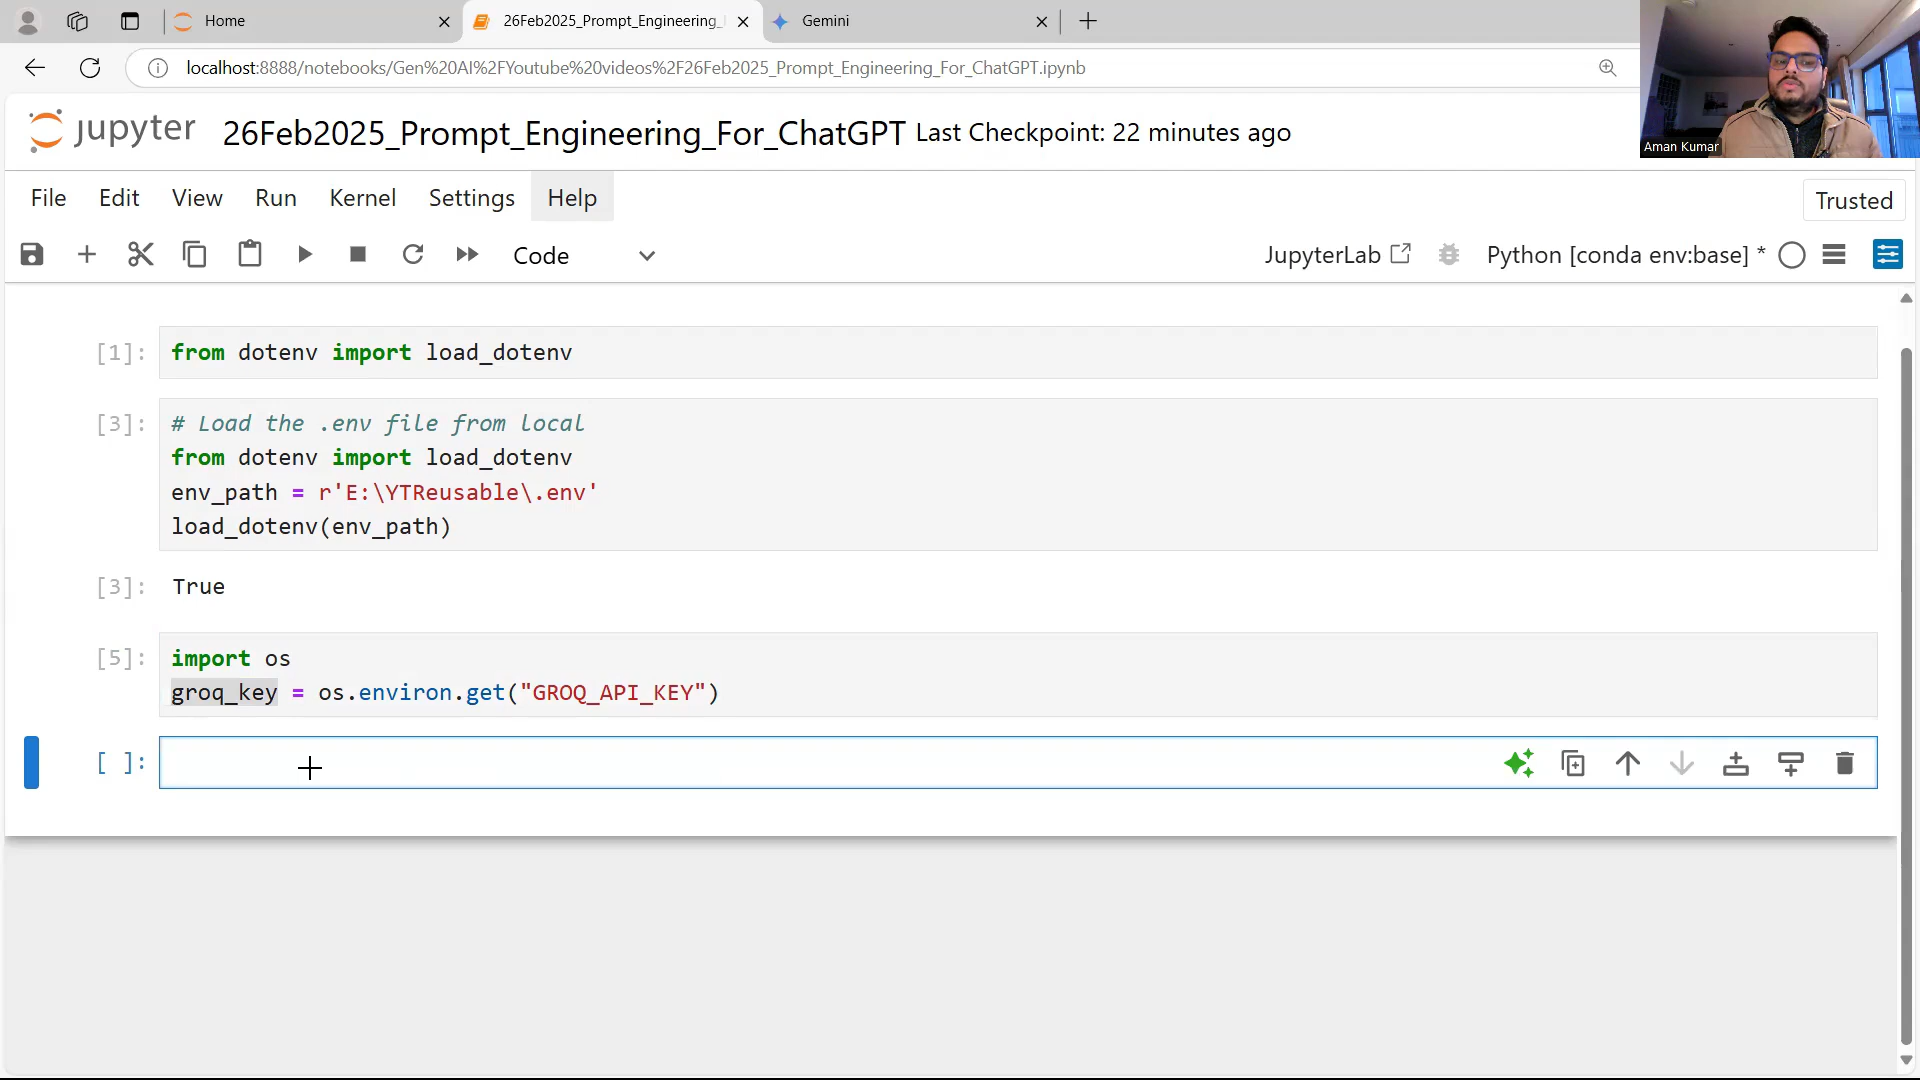 Home
26Feb2025_Prompt_Engineering_
Gemini
localhost:8888/notebooks/Gen%20AI%2FYoutube%20videos%2F26Feb2025_Prompt_Engineering_For_ChatGPT.ipynb
Aman Kumar
jupyter
26Feb2025_Prompt_Engineering_For_ChatGPT Last Checkpoint: 22 minutes ago
File Edit View Run Kernel Settings Help
Trusted
Code
JupyterLab
Python [conda env:base] *
[1]: from dotenv import load_dotenv
[3]: # Load the .env file from local
from dotenv import load_dotenv
env_path = r'E:\YTReusable\.env'
load_dotenv(env_path)
[3]: True
[5]: import os
groq_key = os.environ.get("GROQ_API_KEY")
[ ]: